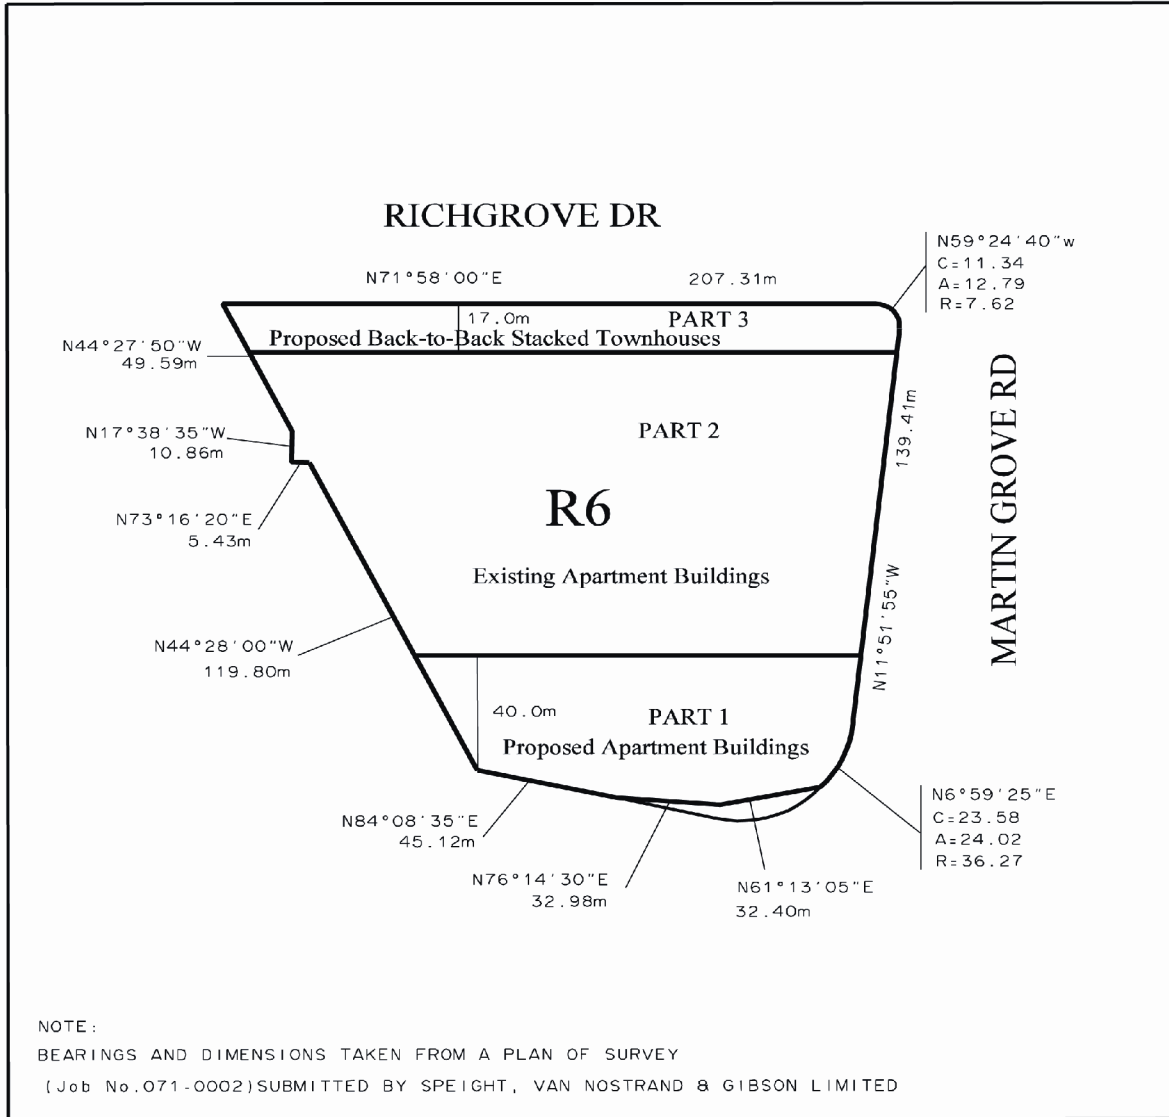 RICHGROVE DR
N59°24'40"w
C=11.34
A=12.79
R=7.62
N71°58'00"E
207.31m
17.0m
PART 3
Proposed Back-to-Back Stacked Townhouses
N44°27'50"W
49.59m
139.41m
MARTIN GROVE RD
N17°38'35"W
10.86m
PART 2
R6
N73°16'20"E
5.43m
Existing Apartment Buildings
N11°51'55"W
N44°28'00"W
119.80m
40.0m
PART 1
Proposed Apartment Buildings
N84°08'35"E
45.12m
N6°59'25"E
C=23.58
A=24.02
R=36.27
N76°14'30"E
32.98m
N61°13'05"E
32.40m
NOTE:
BEARINGS AND DIMENSIONS TAKEN FROM A PLAN OF SURVEY
(Job No.071-0002)SUBMITTED BY SPEIGHT, VAN NOSTRAND & GIBSON LIMITED